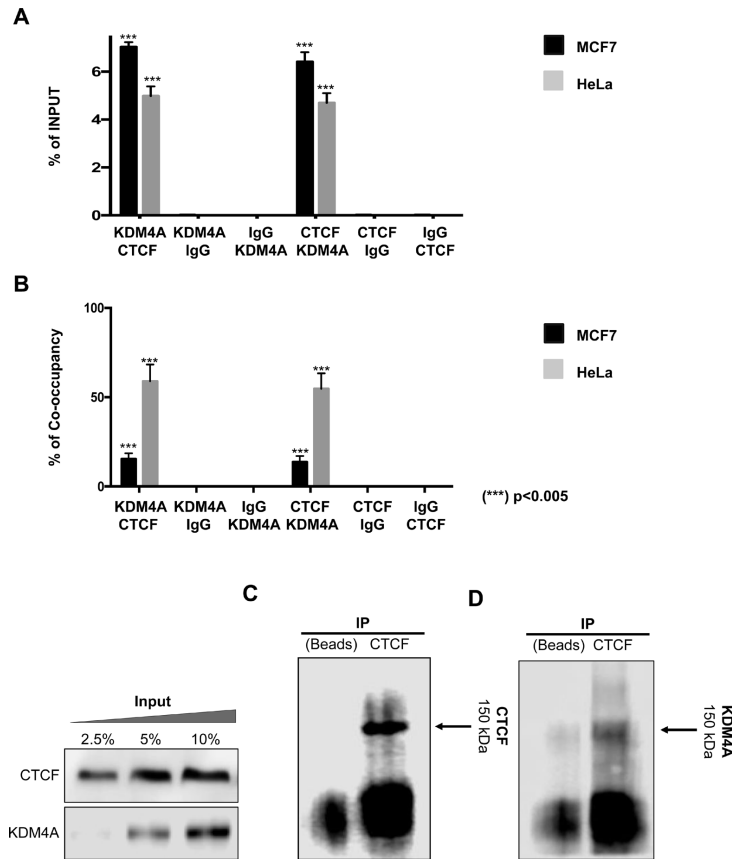 A
% of INPUT
6
4
2
0
*** *** *** ***
KDM4A KDM4A IgG CTCF CTCF IgG
CTCF IgG KDM4A KDM4A IgG CTCF
MCF7
HeLa
B
% of Co-occupancy
100
50
0
*** *** *** ***
KDM4A KDM4A IgG CTCF CTCF IgG
CTCF IgG KDM4A KDM4A IgG CTCF
MCF7
HeLa
(***) p<0.005
Input
2.5% 5% 10%
CTCF
KDM4A
C
IP
(Beads) CTCF
CTCF
150 kDa
D
IP
(Beads) CTCF
KDM4A
150 kDa